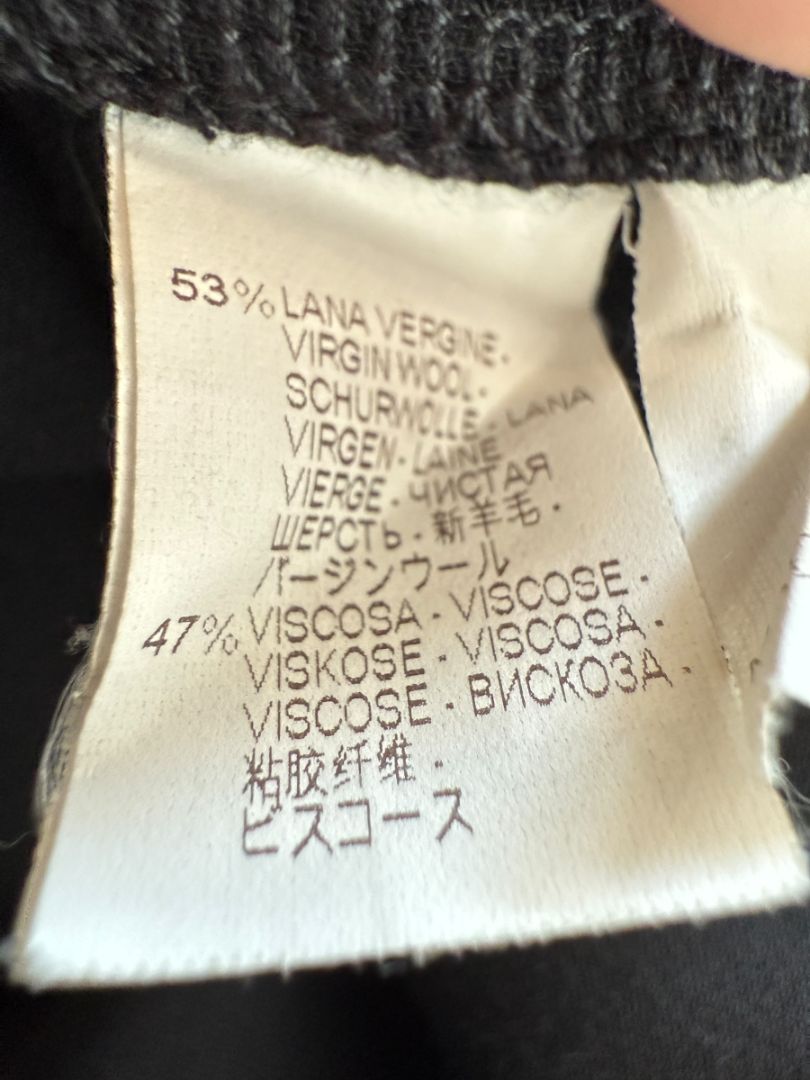 53% LANA VERGINE -
VIRGIN WOOL -
SCHURWOLLE - LANA
VIRGEN - LAINE
VIERGE - ЧИСТАЯ
ШЕРСТЬ - 新羊毛 -
バージンウール
47% VISCOSA - VISCOSE -
VISKOSE - VISCOSA -
VISCOSE - ВИСКОЗА -
粘胶纤维 -
ビスコース